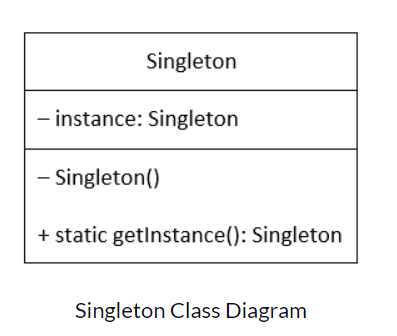 Singleton
– instance: Singleton
– Singleton()
+ static getInstance(): Singleton
Singleton Class Diagram